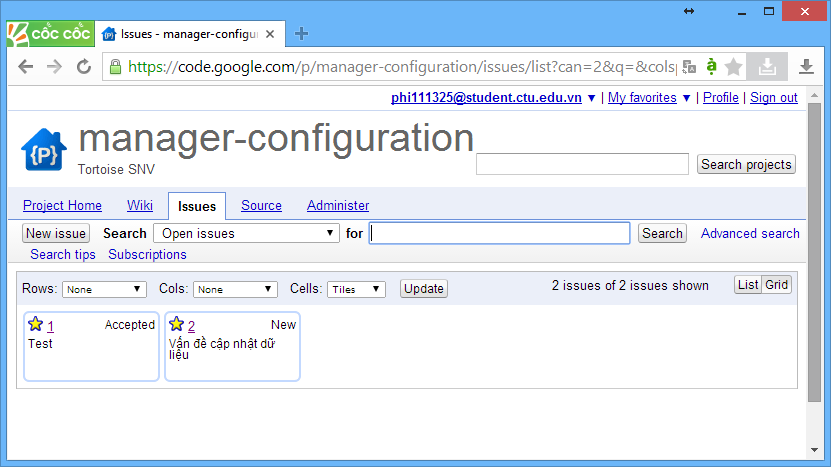 cốc cốc
Issues - manager-configur
https://code.google.com/p/manager-configuration/issues/list?can=2&q=&colsp
phi111325@student.ctu.edu.vn ▼ | My favorites ▼ | Profile | Sign out
{P}
manager-configuration
Tortoise SNV
Search projects
Project Home Wiki Issues Source Administer
New issue Search Open issues for Search Advanced search
Search tips Subscriptions
Rows: None Cols: None Cells: Tiles Update 2 issues of 2 issues shown List Grid
1 Accepted
Test
2 New
Vấn đề cập nhật dữ
liệu